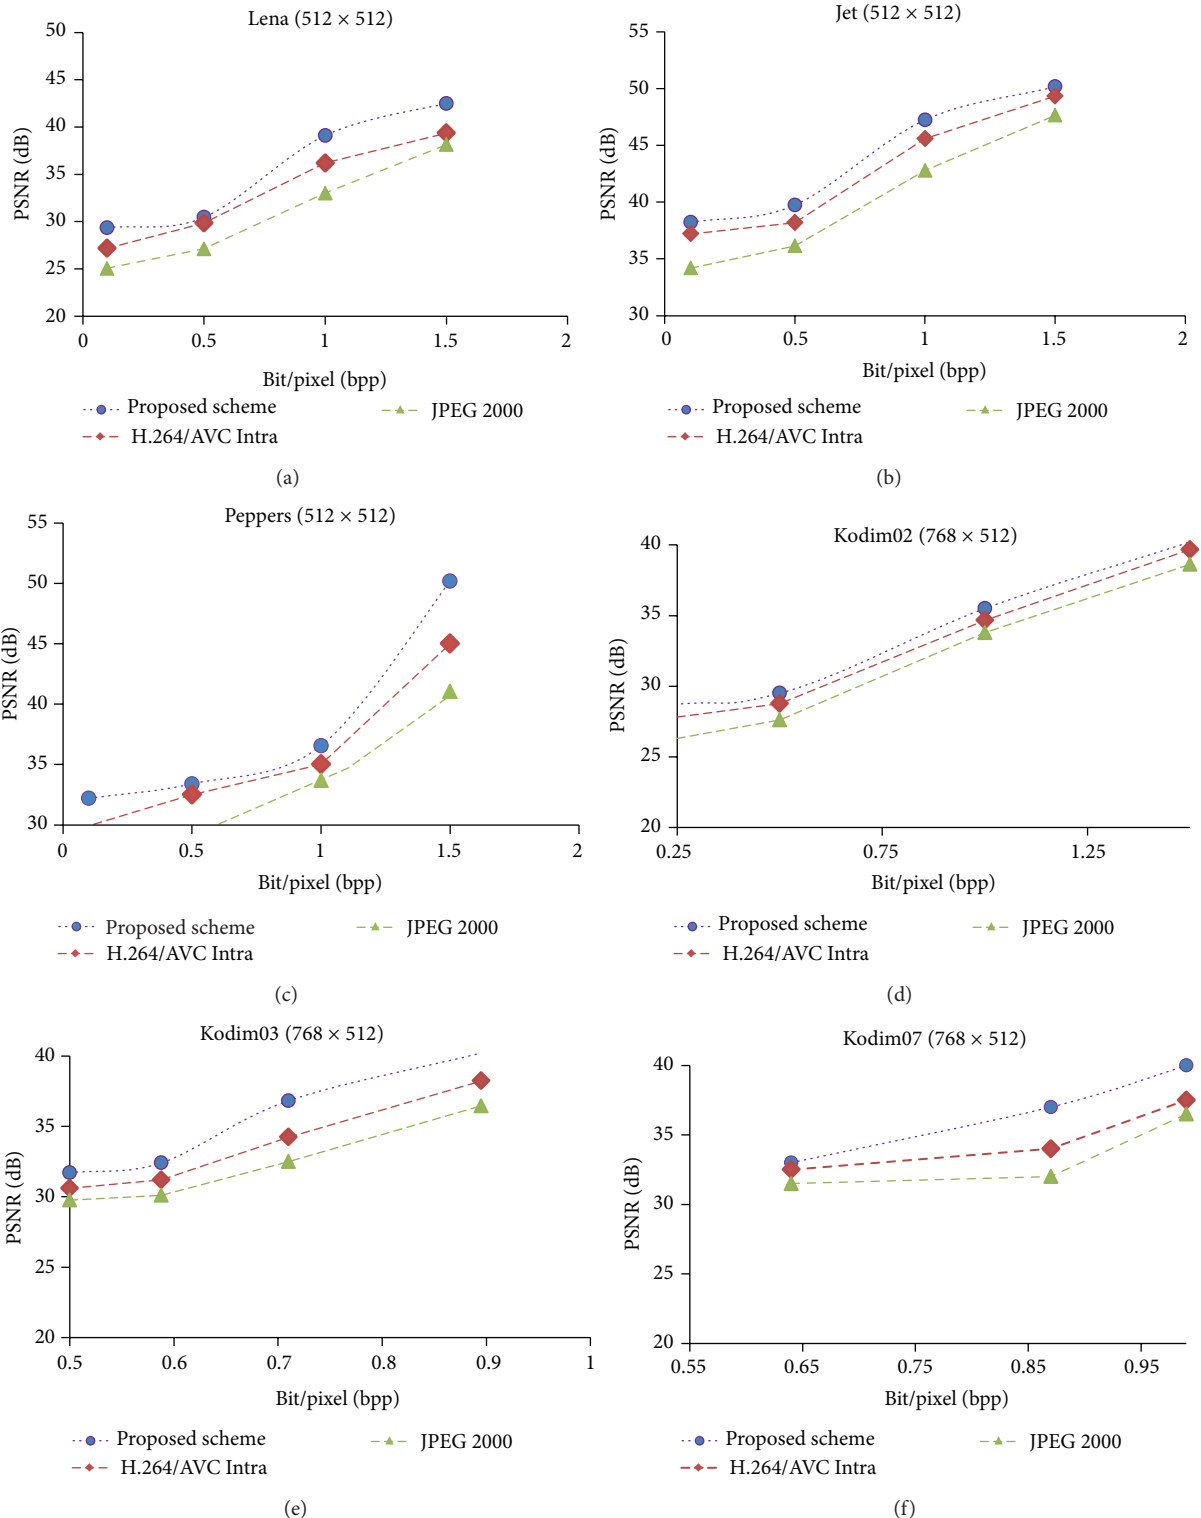 Lena (512 × 512)
50
45
40
35
30
25
20
PSNR (dB)
0 0.5 1 1.5 2
Bit/pixel (bpp)
Proposed scheme
JPEG 2000
H.264/AVC Intra
(a)
Jet (512 × 512)
55
50
45
40
35
30
PSNR (dB)
0 0.5 1 1.5 2
Bit/pixel (bpp)
Proposed scheme
JPEG 2000
H.264/AVC Intra
(b)
Peppers (512 × 512)
55
50
45
40
35
30
PSNR (dB)
0 0.5 1 1.5 2
Bit/pixel (bpp)
Proposed scheme
JPEG 2000
H.264/AVC Intra
(c)
Kodim02 (768 × 512)
40
35
30
25
20
PSNR (dB)
0.25 0.75 1.25
Bit/pixel (bpp)
Proposed scheme
JPEG 2000
H.264/AVC Intra
(d)
Kodim03 (768 × 512)
40
35
30
25
20
PSNR (dB)
0.5 0.6 0.7 0.8 0.9 1
Bit/pixel (bpp)
Proposed scheme
JPEG 2000
H.264/AVC Intra
(e)
Kodim07 (768 × 512)
40
35
30
25
20
PSNR (dB)
0.55 0.65 0.75 0.85 0.95
Bit/pixel (bpp)
Proposed scheme
JPEG 2000
H.264/AVC Intra
(f)